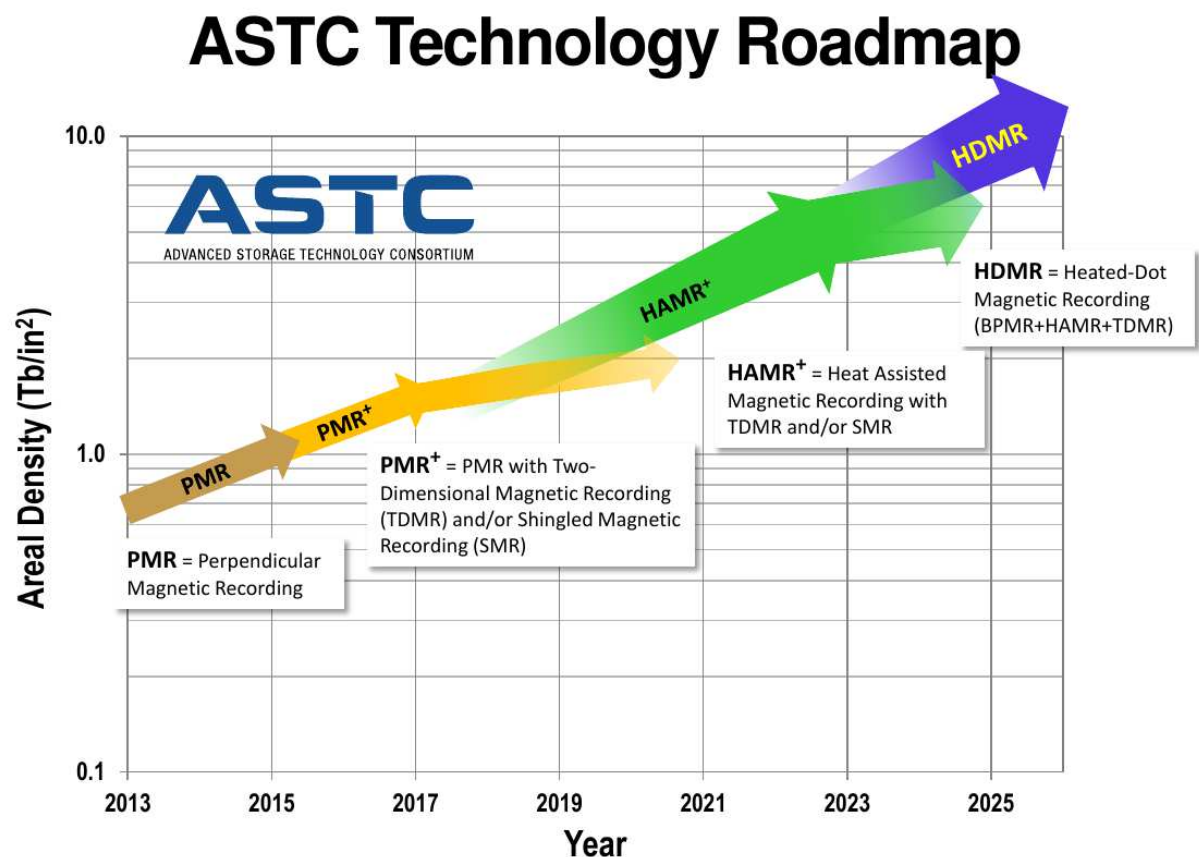 ASTC Technology Roadmap
10.0
HDMR
ASTC
ADVANCED STORAGE TECHNOLOGY CONSORTIUM
HDMR = Heated-Dot
Magnetic Recording
(BPMR+HAMR+TDMR)
HAMR⁺
HAMR⁺ = Heat Assisted
Magnetic Recording with
TDMR and/or SMR
Areal Density (Tb/in²)
1.0
PMR
PMR⁺
PMR⁺ = PMR with Two-
Dimensional Magnetic Recording
(TDMR) and/or Shingled Magnetic
Recording (SMR)
PMR = Perpendicular
Magnetic Recording
0.1
2013 2015 2017 2019 2021 2023 2025
Year